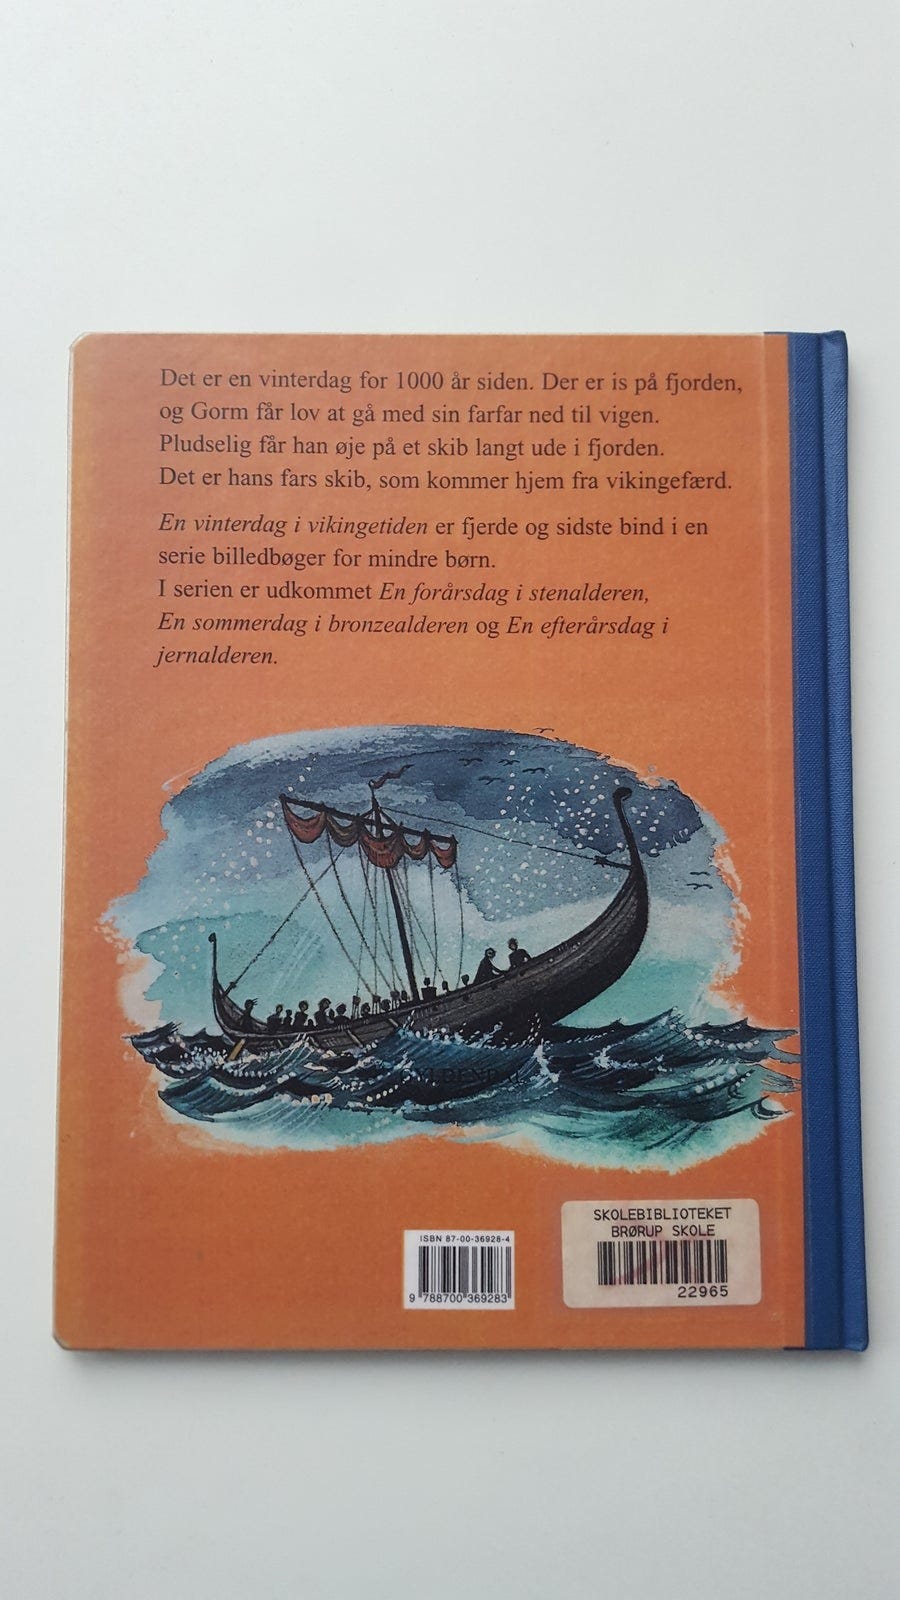 Det er en vinterdag for 1000 år siden. Der er is på fjorden,
og Gorm får lov at gå med sin farfar ned til vigen.
Pludselig får han øje på et skib langt ude i fjorden.
Det er hans fars skib, som kommer hjem fra vikingefærd.
En vinterdag i vikingetiden er fjerde og sidste bind i en
serie billedbøger for mindre børn.
I serien er udkommet En forårsdag i stenalderen,
En sommerdag i bronzealderen og En efterårsdag i
jernalderen.
GYLDENDAL
ISBN 87-00-36928-4
9 788700 369283
SKOLEBIBLIOTEKET
BRØRUP SKOLE
22965